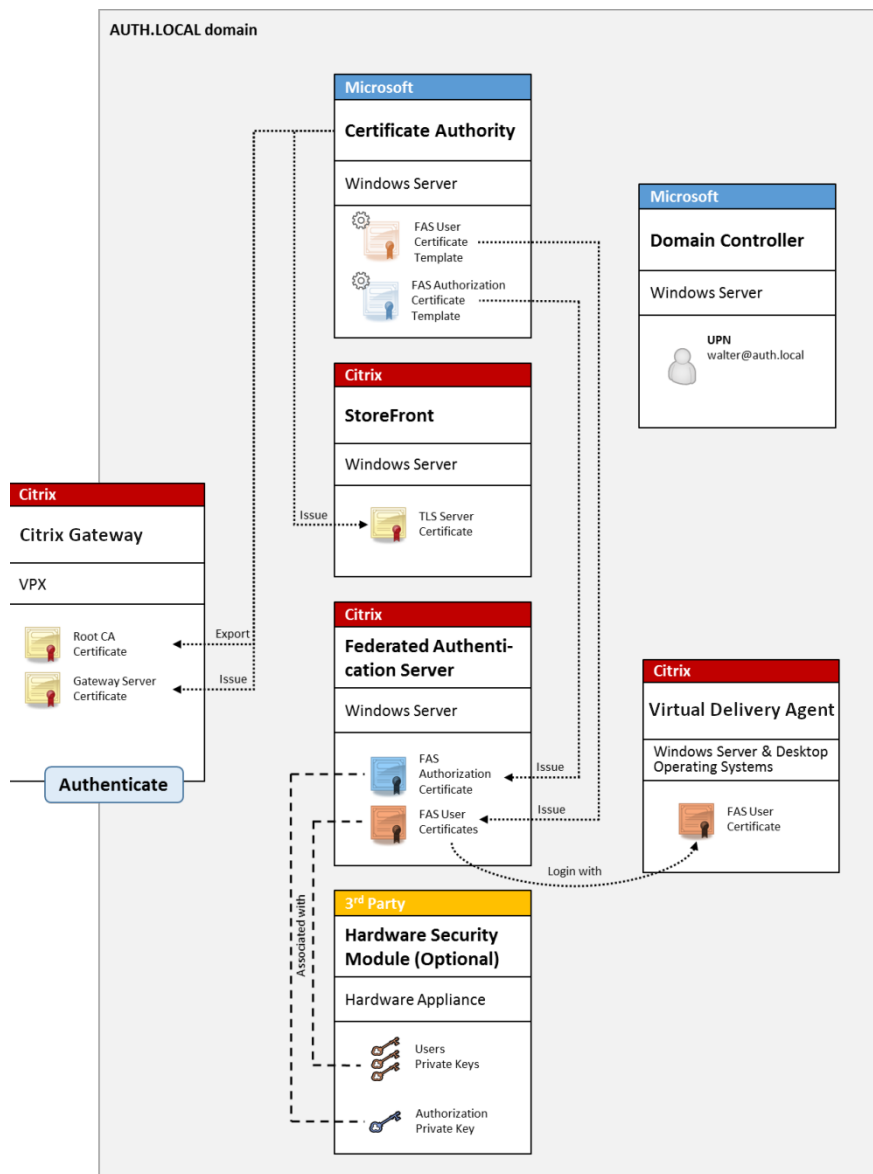 AUTH.LOCAL domain
Microsoft
Certificate Authority
Windows Server
FAS User
Certificate
Template
FAS Authorization
Certificate
Template
Microsoft
Domain Controller
Windows Server
UPN
walter@auth.local
Citrix
StoreFront
Windows Server
Issue
TLS Server
Certificate
Citrix
Citrix Gateway
VPX
Root CA
Certificate
Export
Gateway Server
Certificate
Issue
Authenticate
Citrix
Federated Authenti-
cation Server
Windows Server
FAS
Authorization
Certificate
Issue
FAS User
Certificates
Issue
Citrix
Virtual Delivery Agent
Windows Server & Desktop
Operating Systems
FAS User
Certificate
Login with
Associated with
3rd Party
Hardware Security
Module (Optional)
Hardware Appliance
Users
Private Keys
Authorization
Private Key